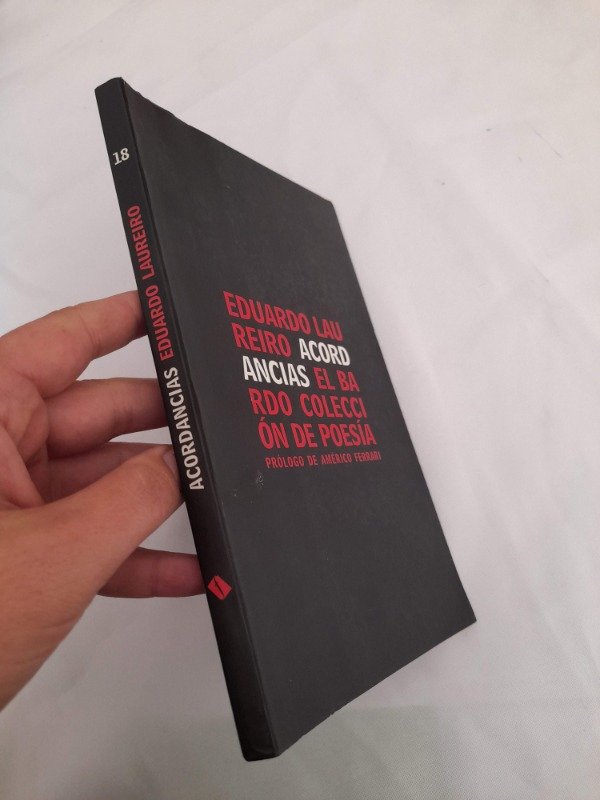 18
ACORDANCIAS EDUARDO LAUREIRO
EDUARDO LAU
REIRO ACORD
ANCIAS EL BA
RDO COLECCI
ÓN DE POESÍA
PRÓLOGO DE AMÉRICO FERRARI